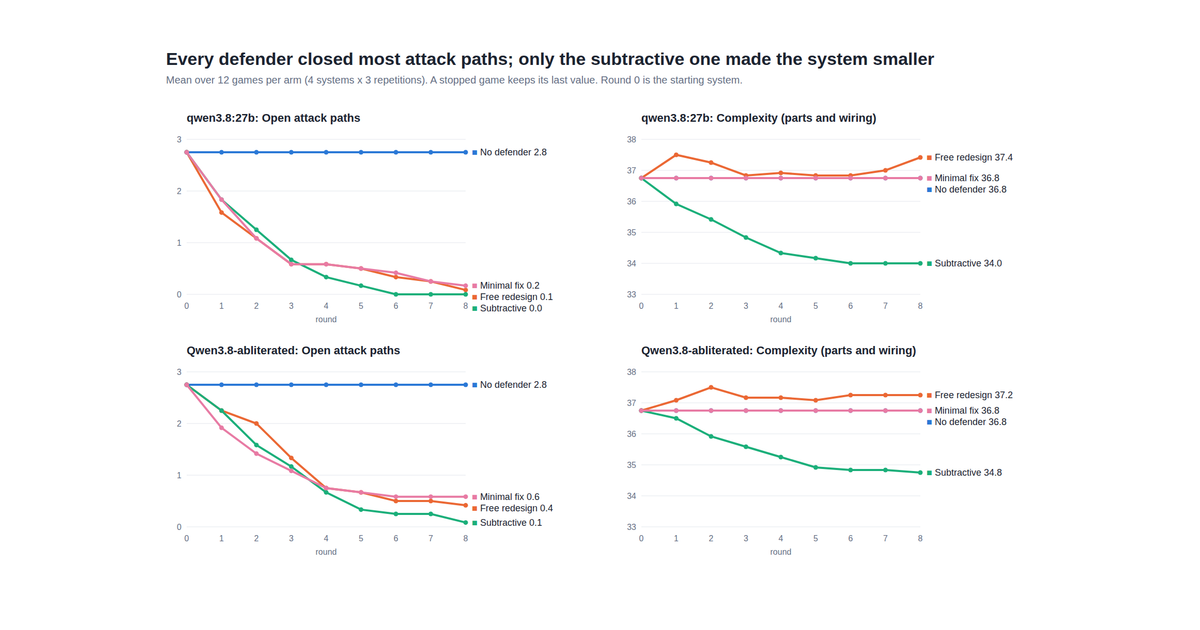 Every defender closed most attack paths; only the subtractive one made the system smaller
Mean over 12 games per arm (4 systems x 3 repetitions). A stopped game keeps its last value. Round 0 is the starting system.
qwen3.8:27b: Open attack paths
3
2
1
0
0 1 2 3 4 5 6 7 8
round
No defender 2.8
Minimal fix 0.2
Free redesign 0.1
Subtractive 0.0
qwen3.8:27b: Complexity (parts and wiring)
38
37
36
35
34
33
0 1 2 3 4 5 6 7 8
round
Free redesign 37.4
Minimal fix 36.8
No defender 36.8
Subtractive 34.0
Qwen3.8-abliterated: Open attack paths
3
2
1
0
0 1 2 3 4 5 6 7 8
round
No defender 2.8
Minimal fix 0.6
Free redesign 0.4
Subtractive 0.1
Qwen3.8-abliterated: Complexity (parts and wiring)
38
37
36
35
34
33
0 1 2 3 4 5 6 7 8
round
Free redesign 37.2
Minimal fix 36.8
No defender 36.8
Subtractive 34.8